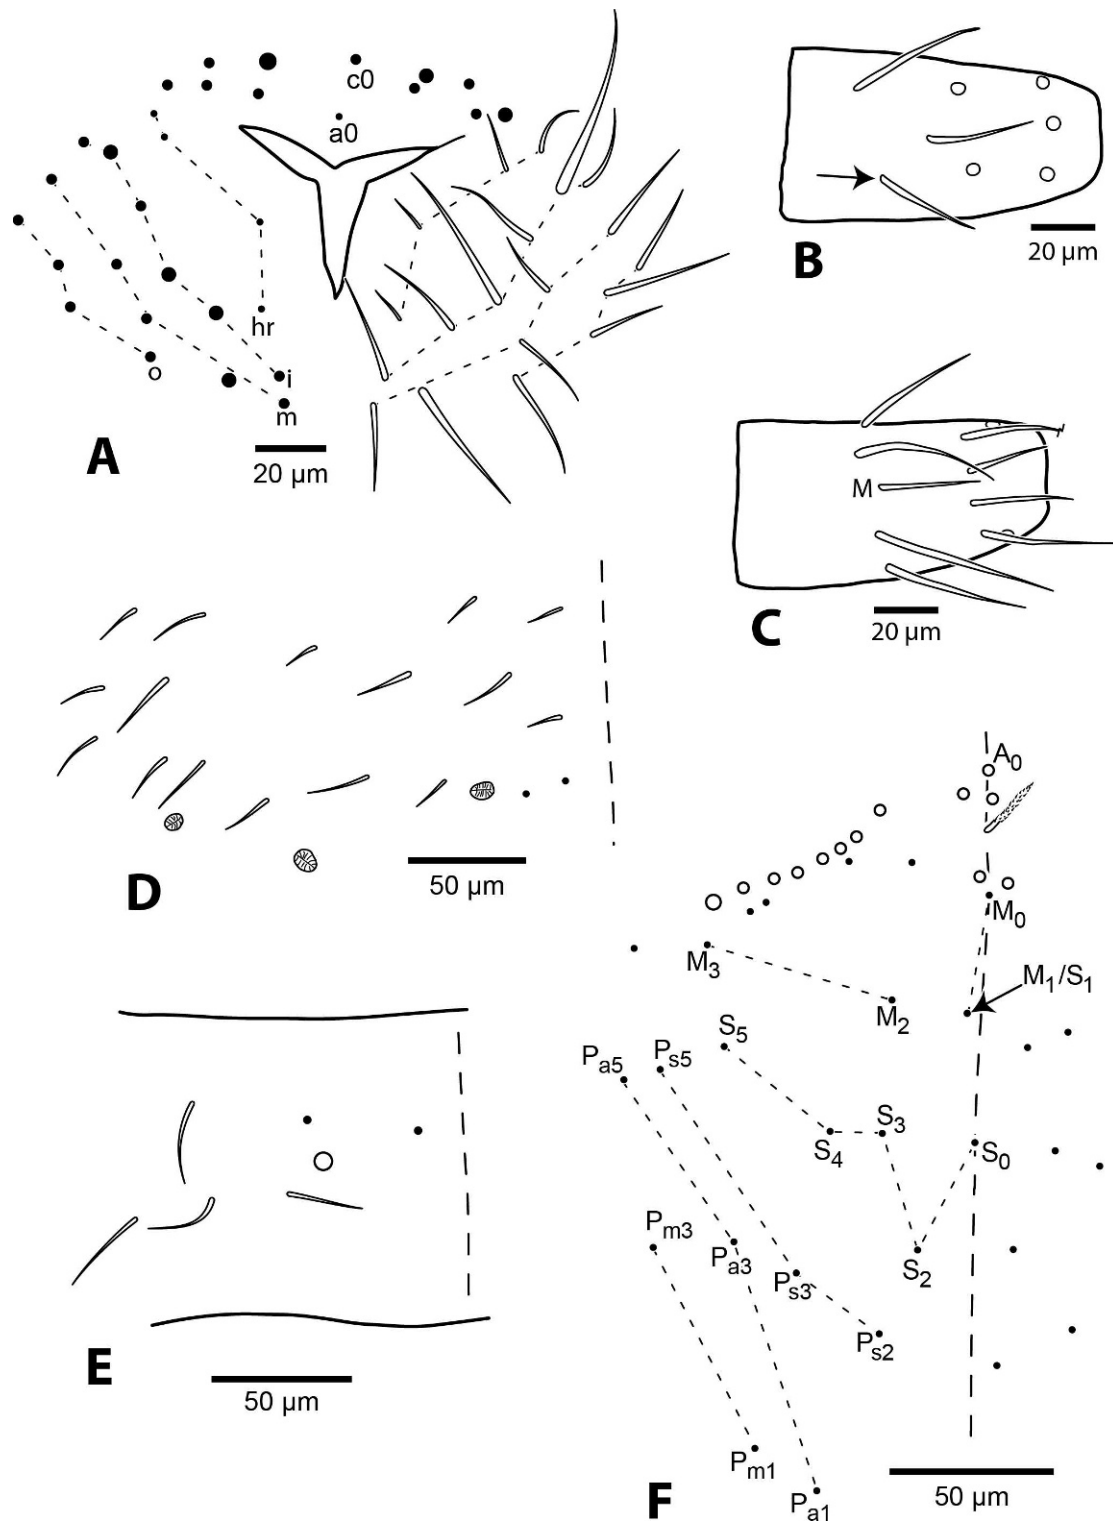 c0
a0
hr
i
o
m
A
20 µm
B
20 µm
M
C
20 µm
D
50 µm
E
50 µm
A₀
M₀
M₃
M₁/S₁
M₂
S₅
Pₐ₅
Pₛ₅
S₃
S₄
S₀
Pₘ₃
Pₐ₃
S₂
Pₛ₃
Pₛ₂
Pₘ₁
Pₐ₁
F
50 µm